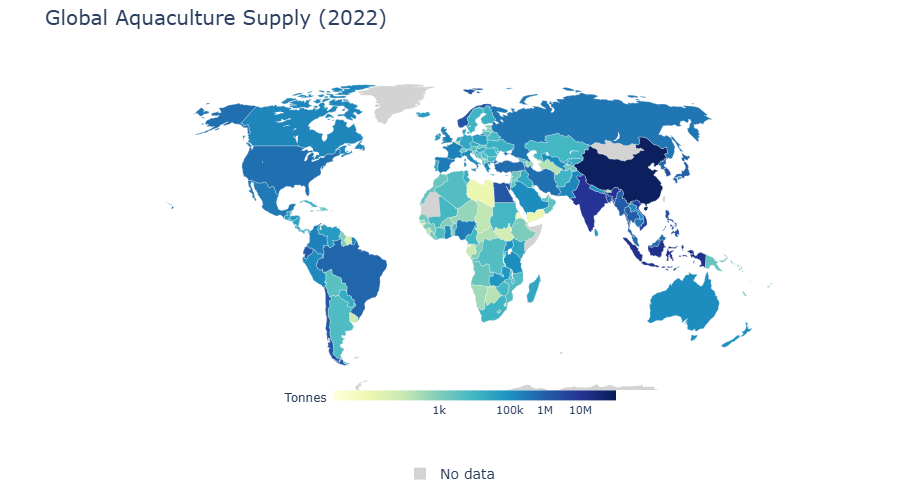 Global Aquaculture Supply (2022)
Tonnes
1k 100k 1M 10M
No data